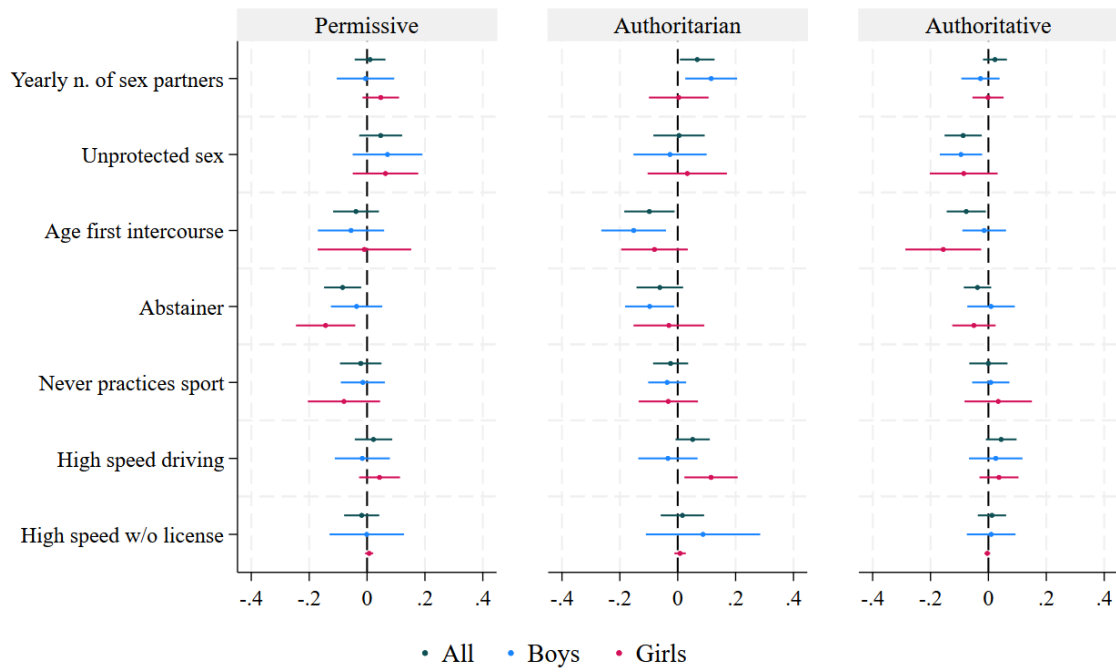 Permissive Authoritarian Authoritative
Yearly n. of sex partners
Unprotected sex
Age first intercourse
Abstainer
Never practices sport
High speed driving
High speed w/o license
-.4 -.2 0 .2 .4 -.4 -.2 0 .2 .4 -.4 -.2 0 .2 .4
All Boys Girls